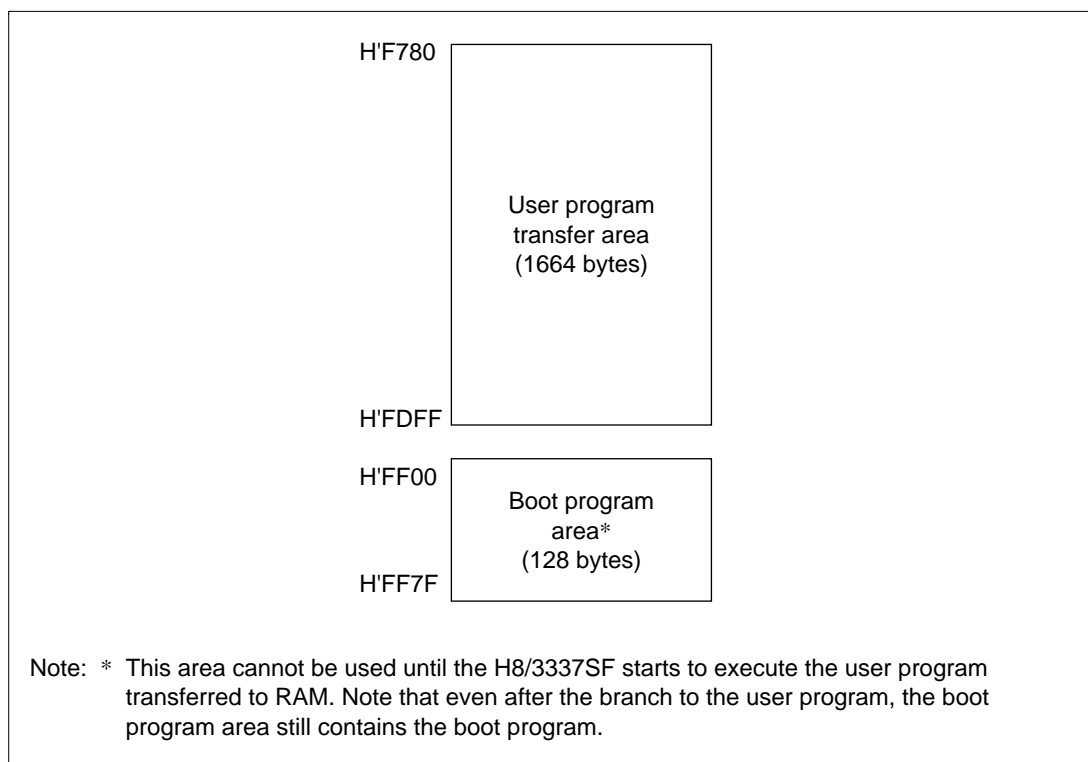 H'F780
User program
transfer area
(1664 bytes)
H'FDFF
H'FF00
Boot program
area*
(128 bytes)
H'FF7F
Note: * This area cannot be used until the H8/3337SF starts to execute the user program
transferred to RAM. Note that even after the branch to the user program, the boot
program area still contains the boot program.